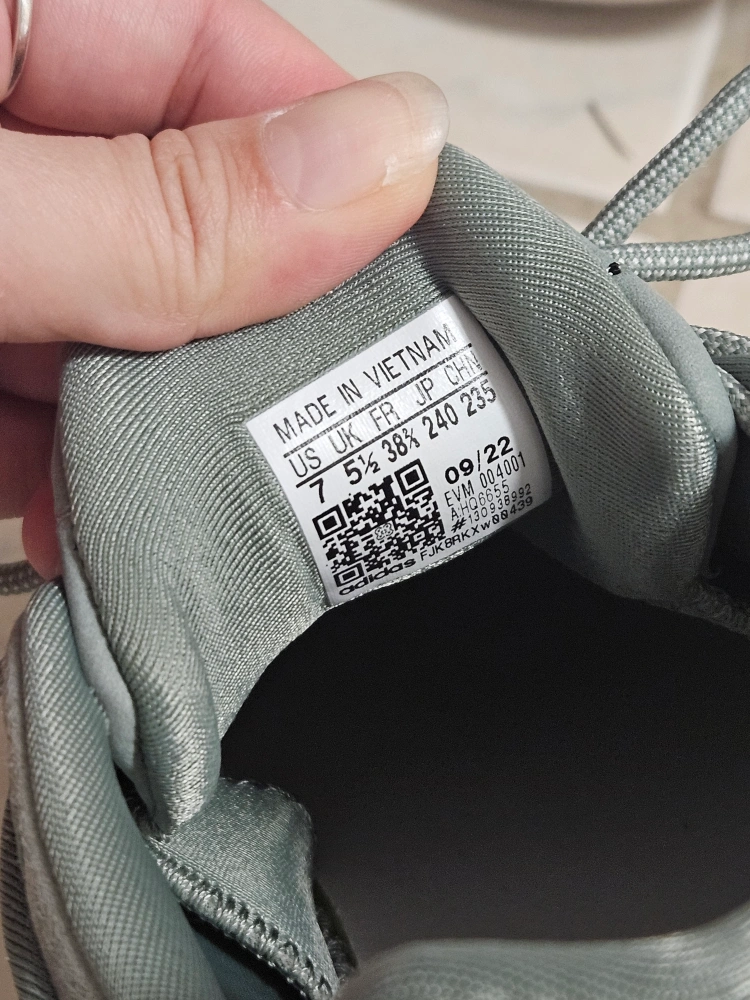 MADE IN VIETNAM
US UK FR JP CHN
7 5½ 38⅔ 240 235
09/22
EVM 004001
AHQ6655
#130938992
adidas FJK8RKXw00439